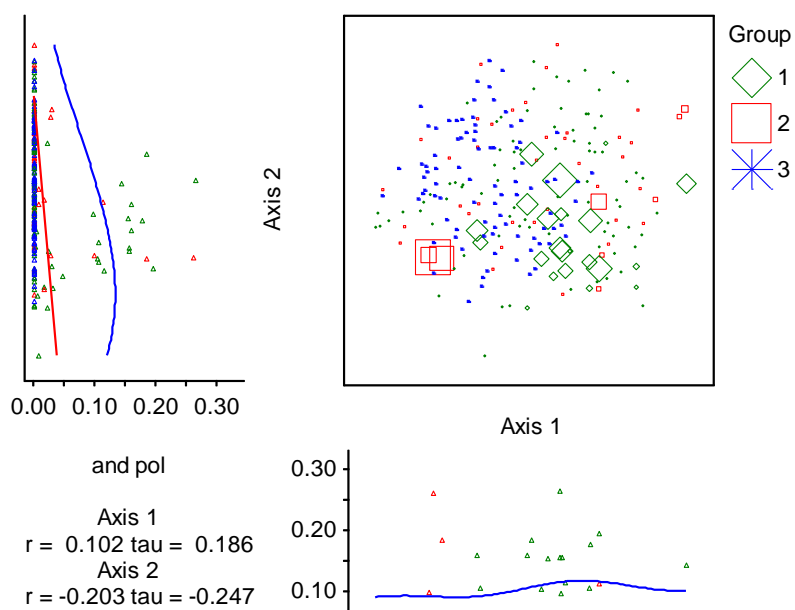 Group
1
2
3
Axis 2
0.00 0.10 0.20 0.30
Axis 1
and pol
Axis 1
r = 0.102 tau = 0.186
Axis 2
r = -0.203 tau = -0.247
0.30
0.20
0.10